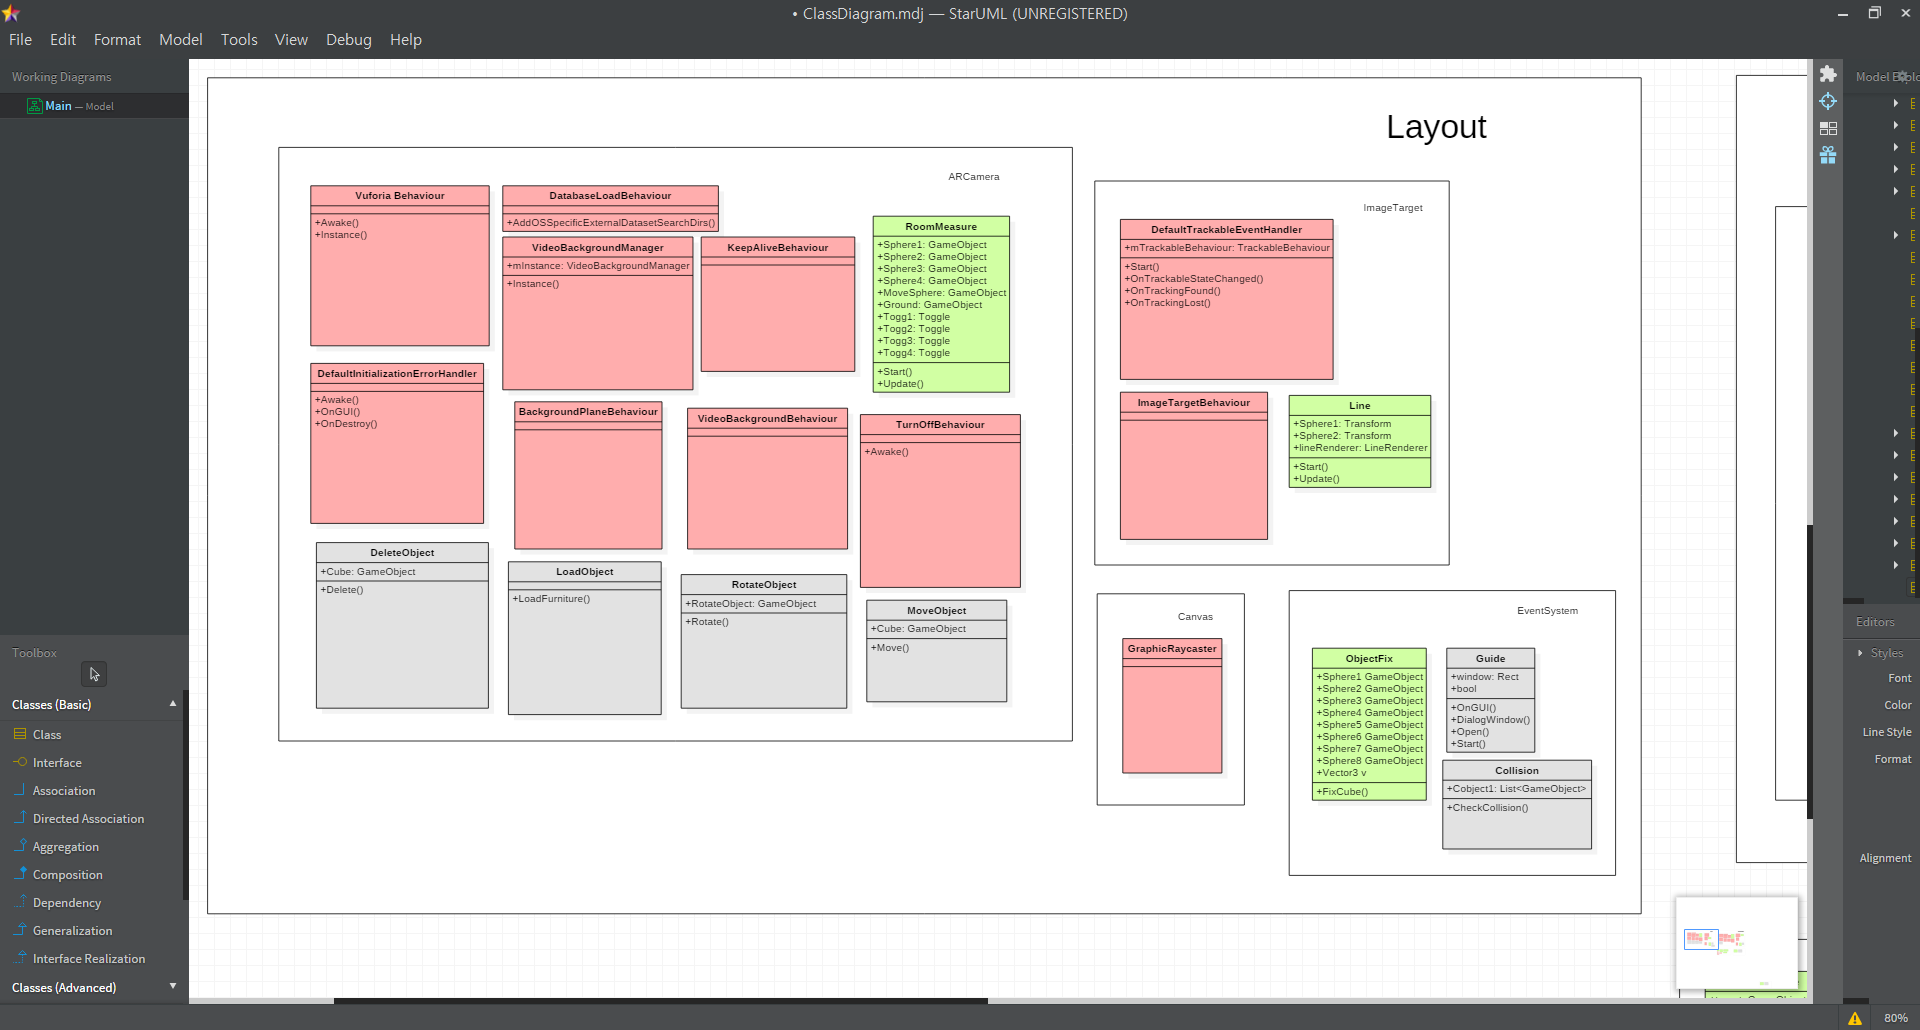 • ClassDiagram.mdj — StarUML (UNREGISTERED)
File Edit Format Model Tools View Debug Help
Working Diagrams
Main — Model
Toolbox
Classes (Basic)
Class
Interface
Association
Directed Association
Aggregation
Composition
Dependency
Generalization
Interface Realization
Classes (Advanced)
Layout
ARCamera
Vuforia Behaviour
+Awake()
+Instance()
DatabaseLoadBehaviour
+AddOSSpecificExternalDatasetSearchDirs()
VideoBackgroundManager
+mInstance: VideoBackgroundManager
+Instance()
KeepAliveBehaviour
RoomMeasure
+Sphere1: GameObject
+Sphere2: GameObject
+Sphere3: GameObject
+Sphere4: GameObject
+MoveSphere: GameObject
+Ground: GameObject
+Togg1: Toggle
+Togg2: Toggle
+Togg3: Toggle
+Togg4: Toggle
+Start()
+Update()
DefaultInitializationErrorHandler
+Awake()
+OnGUI()
+OnDestroy()
BackgroundPlaneBehaviour
VideoBackgroundBehaviour
TurnOffBehaviour
+Awake()
DeleteObject
+Cube: GameObject
+Delete()
LoadObject
+LoadFurniture()
RotateObject
+RotateObject: GameObject
+Rotate()
MoveObject
+Cube: GameObject
+Move()
ImageTarget
DefaultTrackableEventHandler
+mTrackableBehaviour: TrackableBehaviour
+Start()
+OnTrackableStateChanged()
+OnTrackingFound()
+OnTrackingLost()
ImageTargetBehaviour
Line
+Sphere1: Transform
+Sphere2: Transform
+lineRenderer: LineRenderer
+Start()
+Update()
Canvas
GraphicRaycaster
EventSystem
ObjectFix
+Sphere1 GameObject
+Sphere2 GameObject
+Sphere3 GameObject
+Sphere4 GameObject
+Sphere5 GameObject
+Sphere6 GameObject
+Sphere7 GameObject
+Sphere8 GameObject
+Vector3 v
+FixCube()
Guide
+window: Rect
+bool
+OnGUI()
+DialogWindow()
+Open()
+Start()
Collision
+Cobject1: List<GameObject>
+CheckCollision()
Model
Editors
Styles
Font
Color
Line Style
Format
Alignment
80%